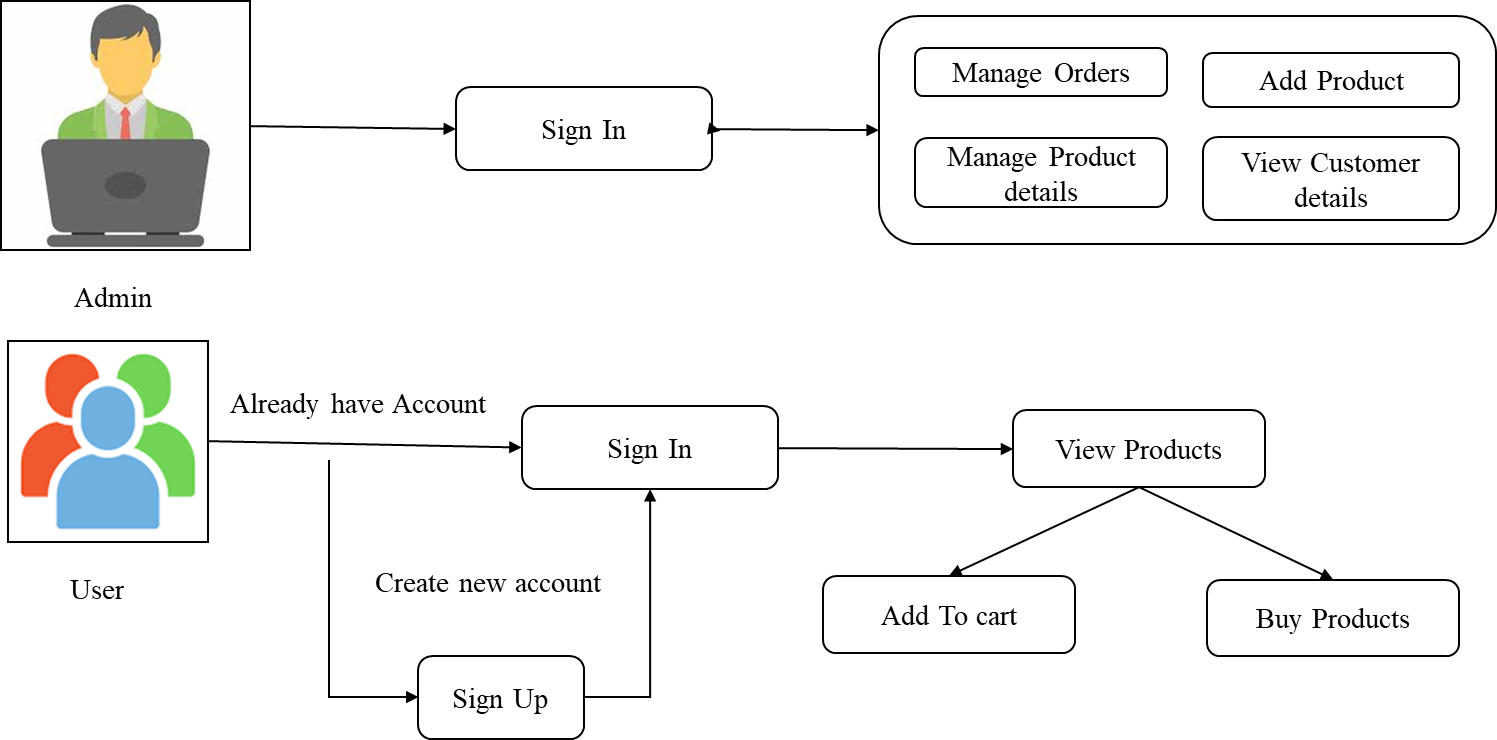 Manage Orders
Add Product
Sign In
Manage Product
details
View Customer
details
Admin
Already have Account
Sign In
View Products
Create new account
User
Add To cart
Buy Products
Sign Up